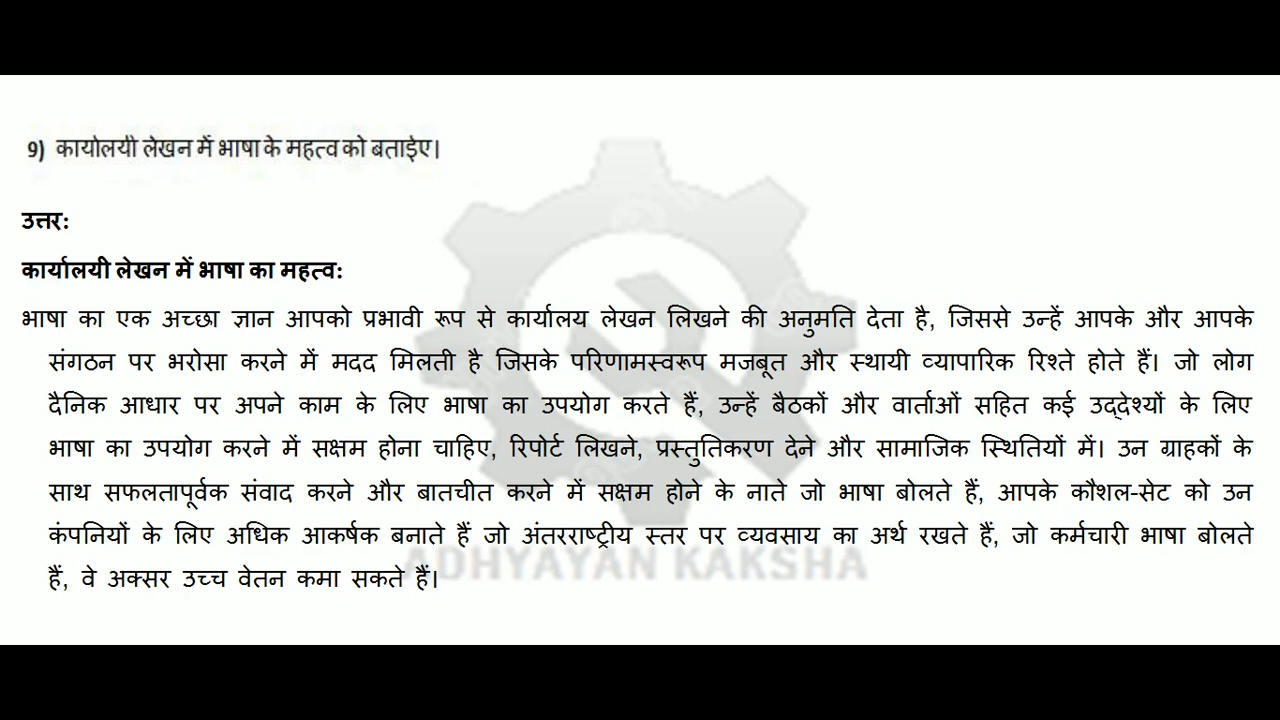 9) कार्यालयी लेखन में भाषा के महत्व को बताईए।
उत्तर:
कार्यालयी लेखन में भाषा का महत्व:
भाषा का एक अच्छा ज्ञान आपको प्रभावी रूप से कार्यालय लेखन लिखने की अनुमति देता है, जिससे उन्हें आपके और आपके
संगठन पर भरोसा करने में मदद मिलती है जिसके परिणामस्वरूप मजबूत और स्थायी व्यापारिक रिश्ते होते हैं। जो लोग
दैनिक आधार पर अपने काम के लिए भाषा का उपयोग करते हैं, उन्हें बैठकों और वार्ताओं सहित कई उद्देश्यों के लिए
भाषा का उपयोग करने में सक्षम होना चाहिए, रिपोर्ट लिखने, प्रस्तुतिकरण देने और सामाजिक स्थितियों में। उन ग्राहकों के
साथ सफलतापूर्वक संवाद करने और बातचीत करने में सक्षम होने के नाते जो भाषा बोलते हैं, आपके कौशल-सेट को उन
कंपनियों के लिए अधिक आकर्षक बनाते हैं जो अंतरराष्ट्रीय स्तर पर व्यवसाय का अर्थ रखते हैं, जो कर्मचारी भाषा बोलते
हैं, वे अक्सर उच्च वेतन कमा सकते हैं।
ADHYAYAN KAKSHA